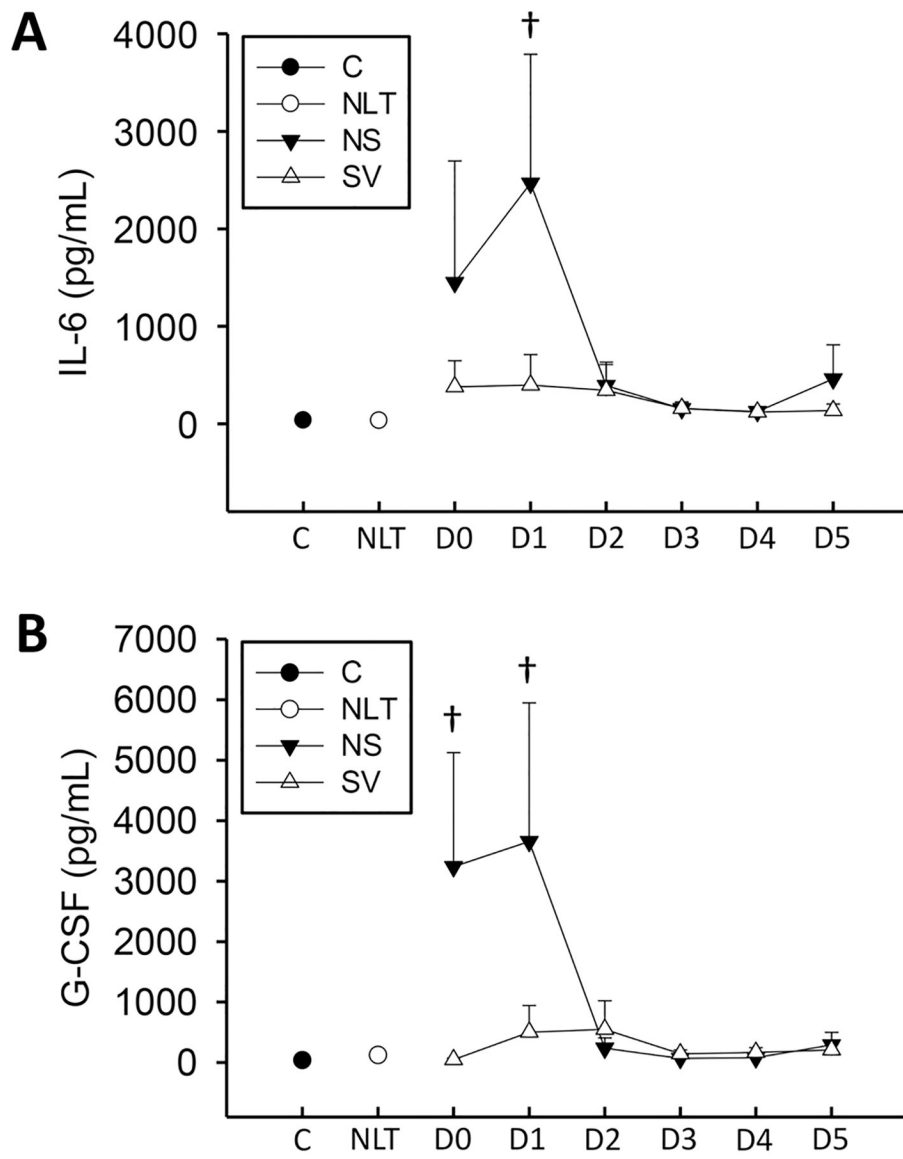 A
†
4000
3000
2000
1000
0
IL-6 (pg/mL)
C
NLT
NS
SV
C NLT D0 D1 D2 D3 D4 D5
B
7000
6000
5000
4000
3000
2000
1000
0
G-CSF (pg/mL)
C
NLT
NS
SV
†
†
C NLT D0 D1 D2 D3 D4 D5